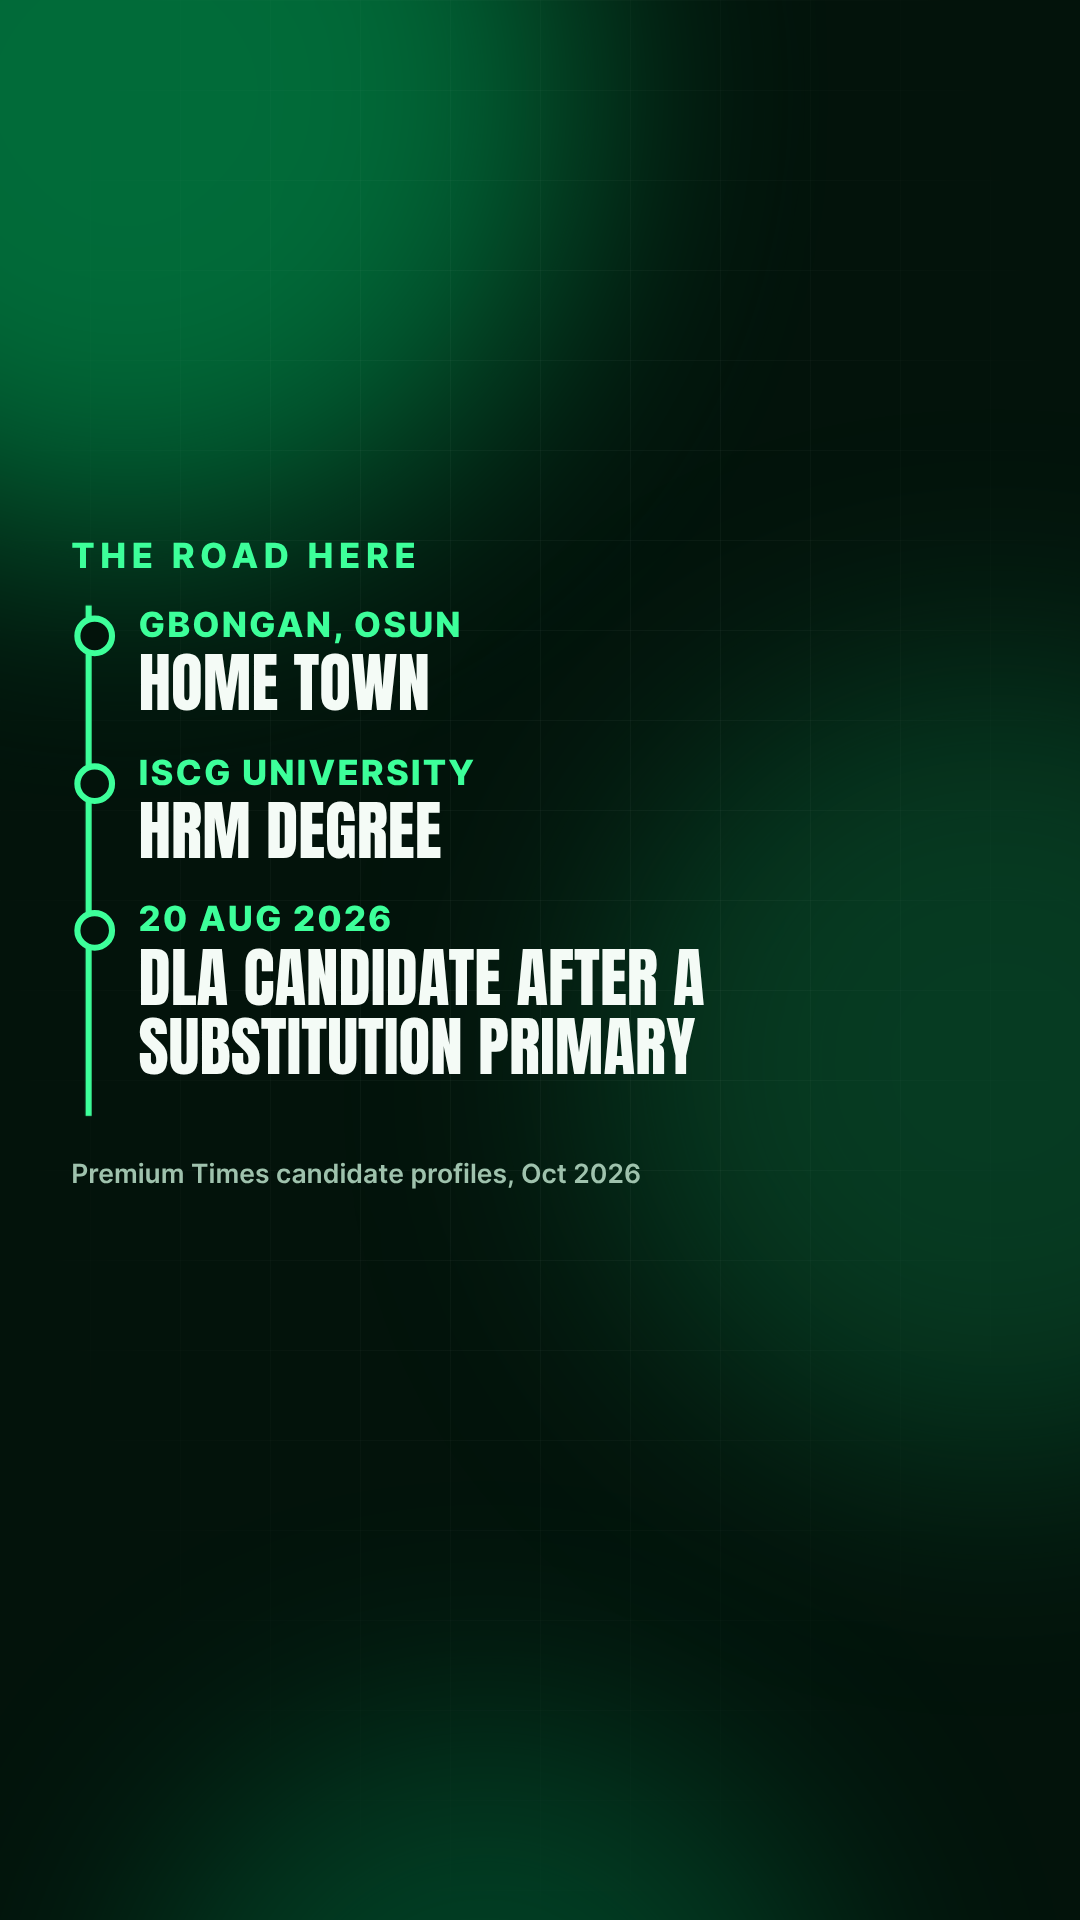 THE ROAD HERE
GBONGAN, OSUN
HOME TOWN
ISCG UNIVERSITY
HRM DEGREE
20 AUG 2026
DLA CANDIDATE AFTER A
SUBSTITUTION PRIMARY
Premium Times candidate profiles, Oct 2026